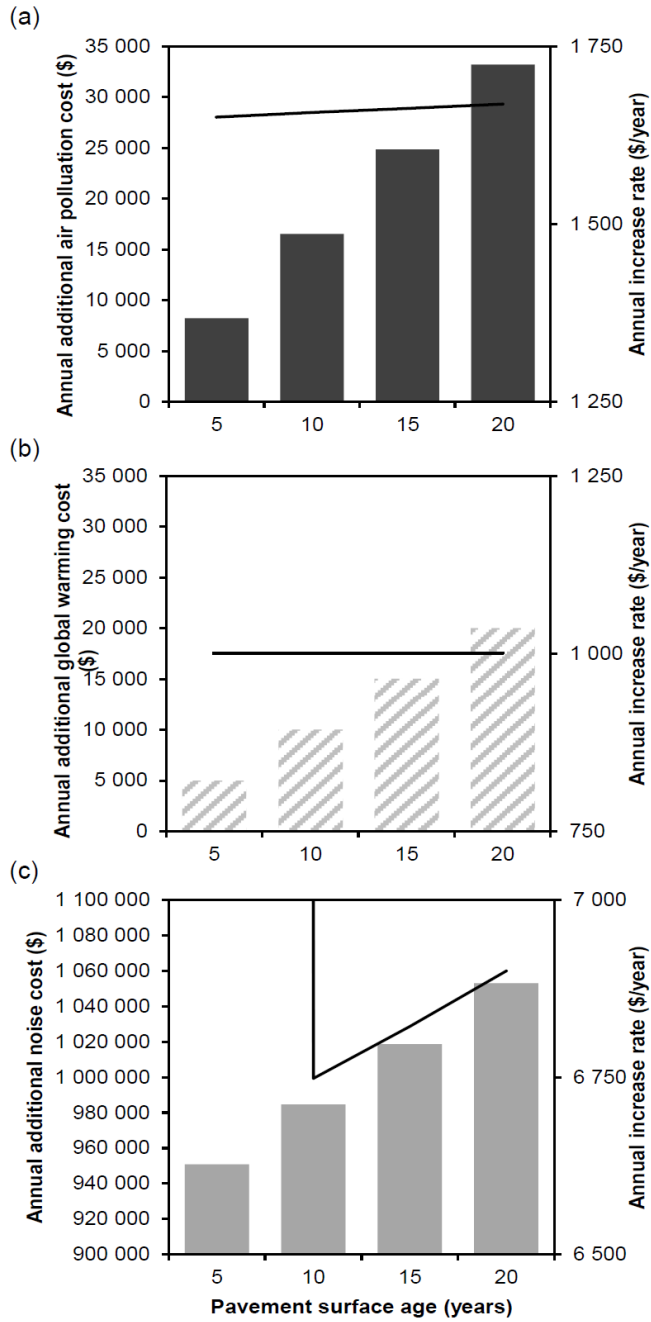 (a)
Annual additional air polluation cost ($)
35 000
30 000
25 000
20 000
15 000
10 000
5 000
0
1 750
1 500
1 250
Annual increase rate ($/year)
5 10 15 20
(b)
Annual additional global warming cost
($)
35 000
30 000
25 000
20 000
15 000
10 000
5 000
0
1 250
1 000
750
Annual increase rate ($/year)
5 10 15 20
(c)
Annual additional noise cost ($)
1 100 000
1 080 000
1 060 000
1 040 000
1 020 000
1 000 000
980 000
960 000
940 000
920 000
900 000
7 000
6 750
6 500
Annual increase rate ($/year)
5 10 15 20
Pavement surface age (years)